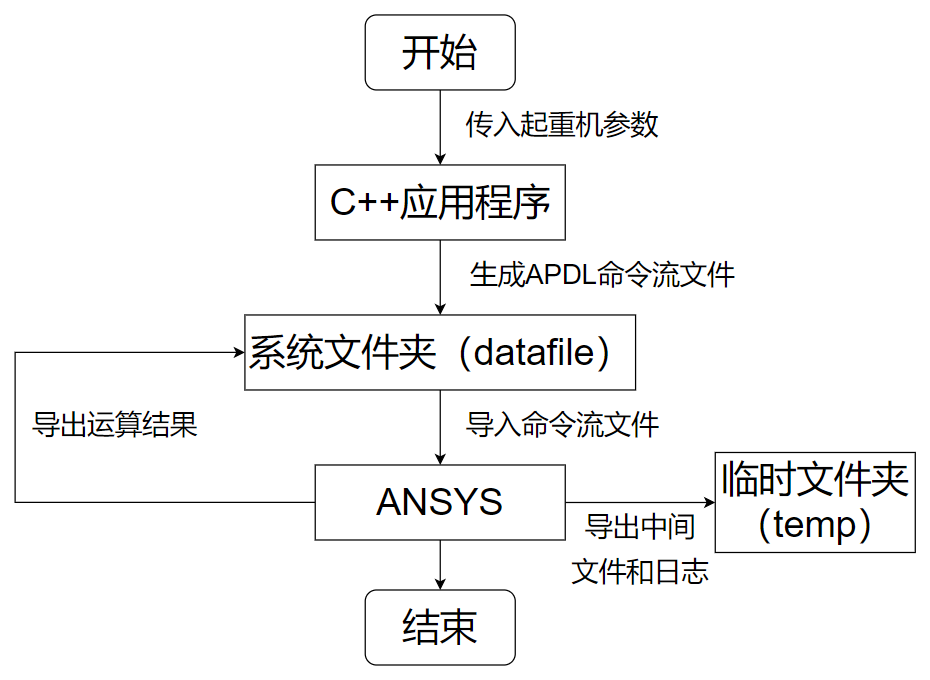 开始
传入起重机参数
C++应用程序
生成APDL命令流文件
系统文件夹（datafile）
导出运算结果
导入命令流文件
ANSYS
临时文件夹
（temp）
导出中间
文件和日志
结束